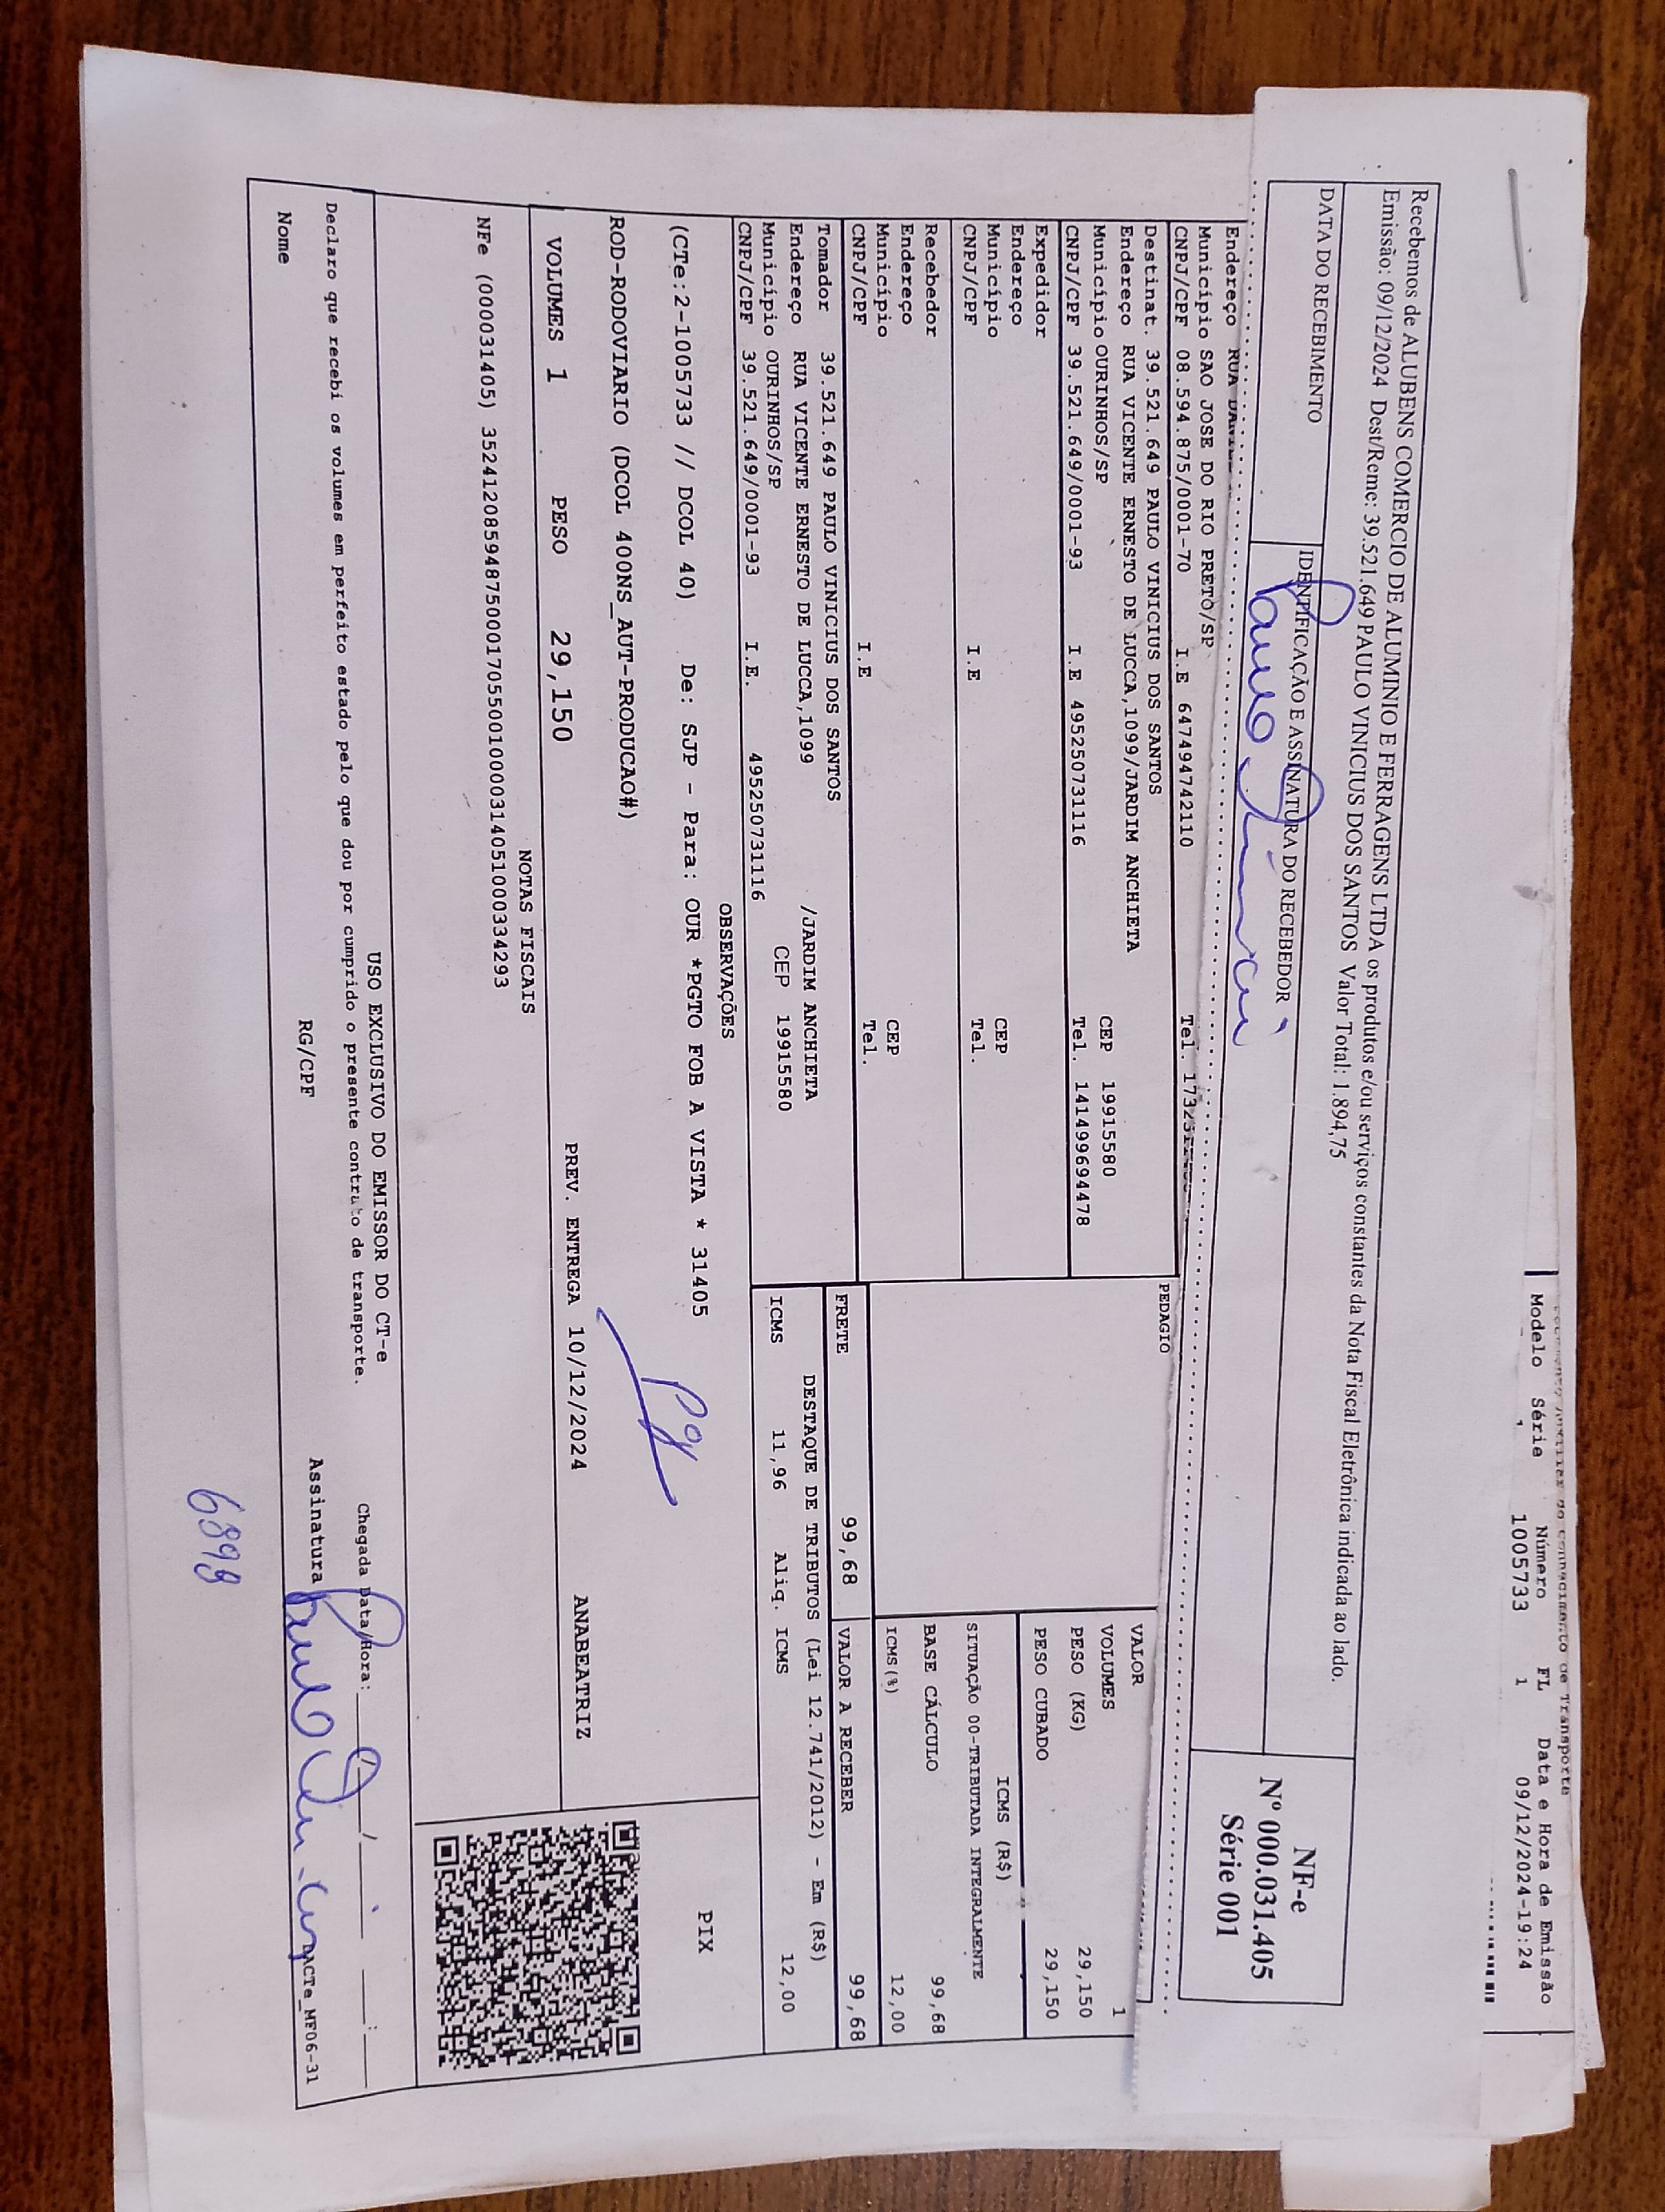 Modelo Série Número FL Data e Hora de Emissão
1 1005733 1 09/12/2024-19:24
Recebemos de ALUBENS COMERCIO DE ALUMINIO E FERRAGENS LTDA os produtos e/ou serviços constantes da Nota Fiscal Eletrônica indicada ao lado.
Emissão: 09/12/2024 Dest/Reme: 39.521.649 PAULO VINICIUS DOS SANTOS Valor Total: 1.894,75
DATA DO RECEBIMENTO
IDENTIFICAÇÃO E ASSINATURA DO RECEBEDOR
NF-e
Nº 000.031.405
Série 001
Endereço RUA
Município SAO JOSE DO RIO PRETO/SP
CNPJ/CPF 08.594.875/0001-70 I.E 647494742110 Tel.
Destinat. 39.521.649 PAULO VINICIUS DOS SANTOS
Endereço RUA VICENTE ERNESTO DE LUCCA,1099/JARDIM ANCHIETA
Município OURINHOS/SP CEP 19915580
CNPJ/CPF 39.521.649/0001-93 I.E 495250731116 Tel. 14149969 4478
Expedidor
Endereço
Município CEP
CNPJ/CPF I.E Tel.
Recebedor
Endereço
Município CEP
CNPJ/CPF I.E Tel.
PEDAGIO
VALOR
VOLUMES 1
PESO (KG) 29,150
PESO CUBADO 29,150
ICMS (R$)
SITUAÇÃO 00-TRIBUTADA INTEGRALMENTE
BASE CÁLCULO 99,68
ICMS(%) 12,00
Tomador 39.521.649 PAULO VINICIUS DOS SANTOS
Endereço RUA VICENTE ERNESTO DE LUCCA,1099 /JARDIM ANCHIETA
Município OURINHOS/SP CEP 19915580
CNPJ/CPF 39.521.649/0001-93 I.E. 495250731116
FRETE 99,68 VALOR A RECEBER 99,68
DESTAQUE DE TRIBUTOS (Lei 12.741/2012) - Em (R$)
ICMS 11,96 Aliq. ICMS 12,00
OBSERVAÇÕES
(CTe:2-1005733 // DCOL 40) De: SJP - Para: OUR *PGTO FOB A VISTA * 31405
ROD-RODOVIARIO (DCOL 400NS_AUT-PRODUCAO#)
Pg
PIX
VOLUMES 1 PESO 29,150 PREV. ENTREGA 10/12/2024 ANABEATRIZ
NOTAS FISCAIS
NFe (000031405) 35241208594875000170550010000314051000334293
USO EXCLUSIVO DO EMISSOR DO CT-e
Declaro que recebi os volumes em perfeito estado pelo que dou por cumprido o presente contrato de transporte. Chegada Data/Hora: ___/___ ___:___
Nome RG/CPF Assinatura CTe_MF06-31
6398